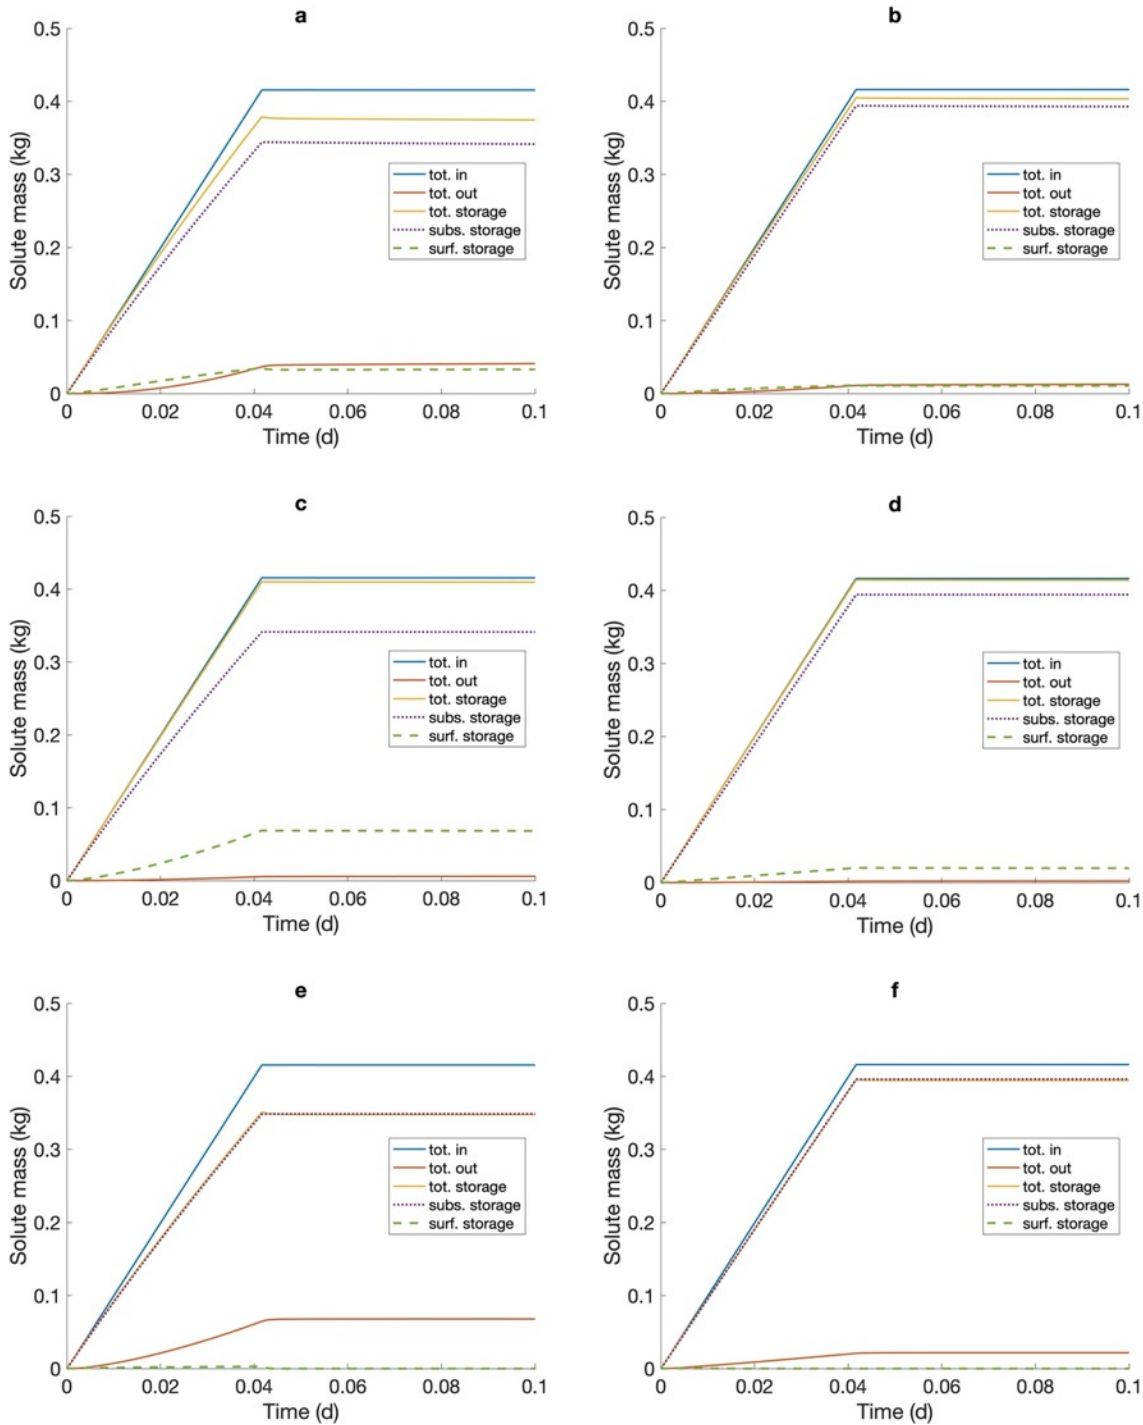 a
0.5
0.4
0.3
0.2
0.1
0
Solute mass (kg)
tot. in
tot. out
tot. storage
subs. storage
surf. storage
0 0.02 0.04 0.06 0.08 0.1
Time (d)
b
0.5
0.4
0.3
0.2
0.1
0
Solute mass (kg)
tot. in
tot. out
tot. storage
subs. storage
surf. storage
0 0.02 0.04 0.06 0.08 0.1
Time (d)
c
0.5
0.4
0.3
0.2
0.1
0
Solute mass (kg)
tot. in
tot. out
tot. storage
subs. storage
surf. storage
0 0.02 0.04 0.06 0.08 0.1
Time (d)
d
0.5
0.4
0.3
0.2
0.1
0
Solute mass (kg)
tot. in
tot. out
tot. storage
subs. storage
surf. storage
0 0.02 0.04 0.06 0.08 0.1
Time (d)
e
0.5
0.4
0.3
0.2
0.1
0
Solute mass (kg)
tot. in
tot. out
tot. storage
subs. storage
surf. storage
0 0.02 0.04 0.06 0.08 0.1
Time (d)
f
0.5
0.4
0.3
0.2
0.1
0
Solute mass (kg)
tot. in
tot. out
tot. storage
subs. storage
surf. storage
0 0.02 0.04 0.06 0.08 0.1
Time (d)